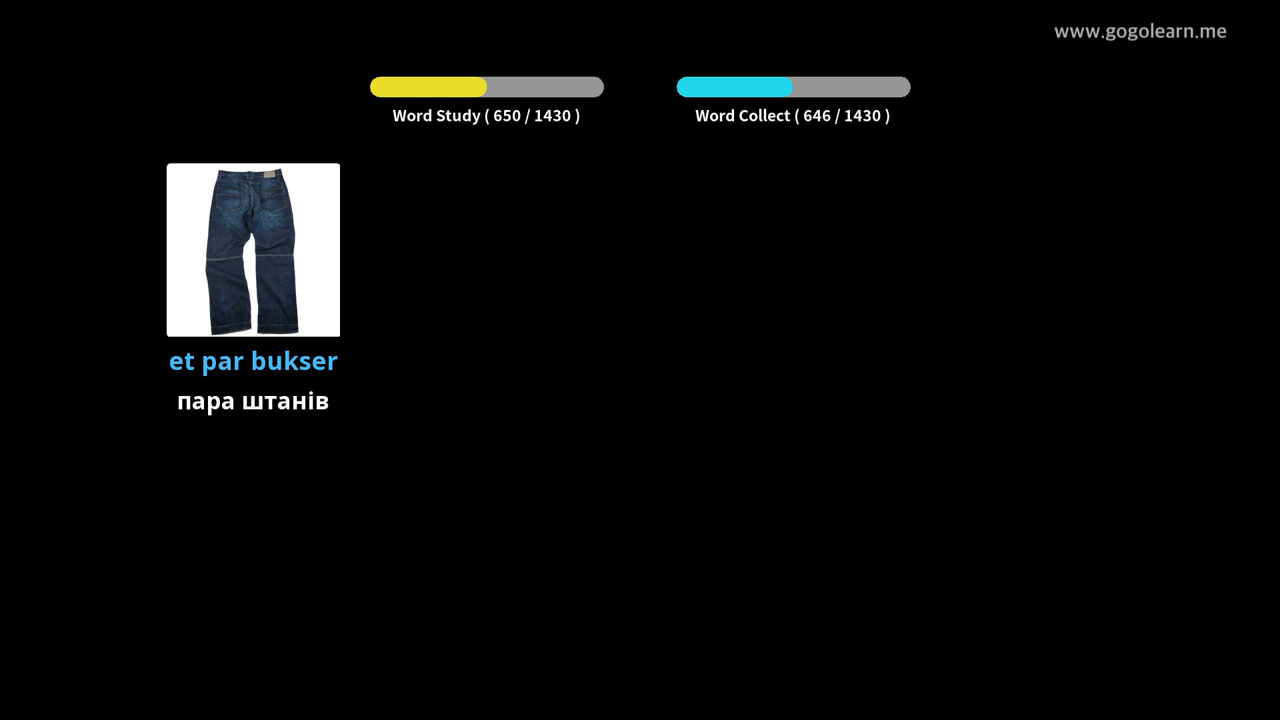 www.gogolearn.me
Word Study ( 650 / 1430 )
Word Collect ( 646 / 1430 )
et par bukser
пара штанів